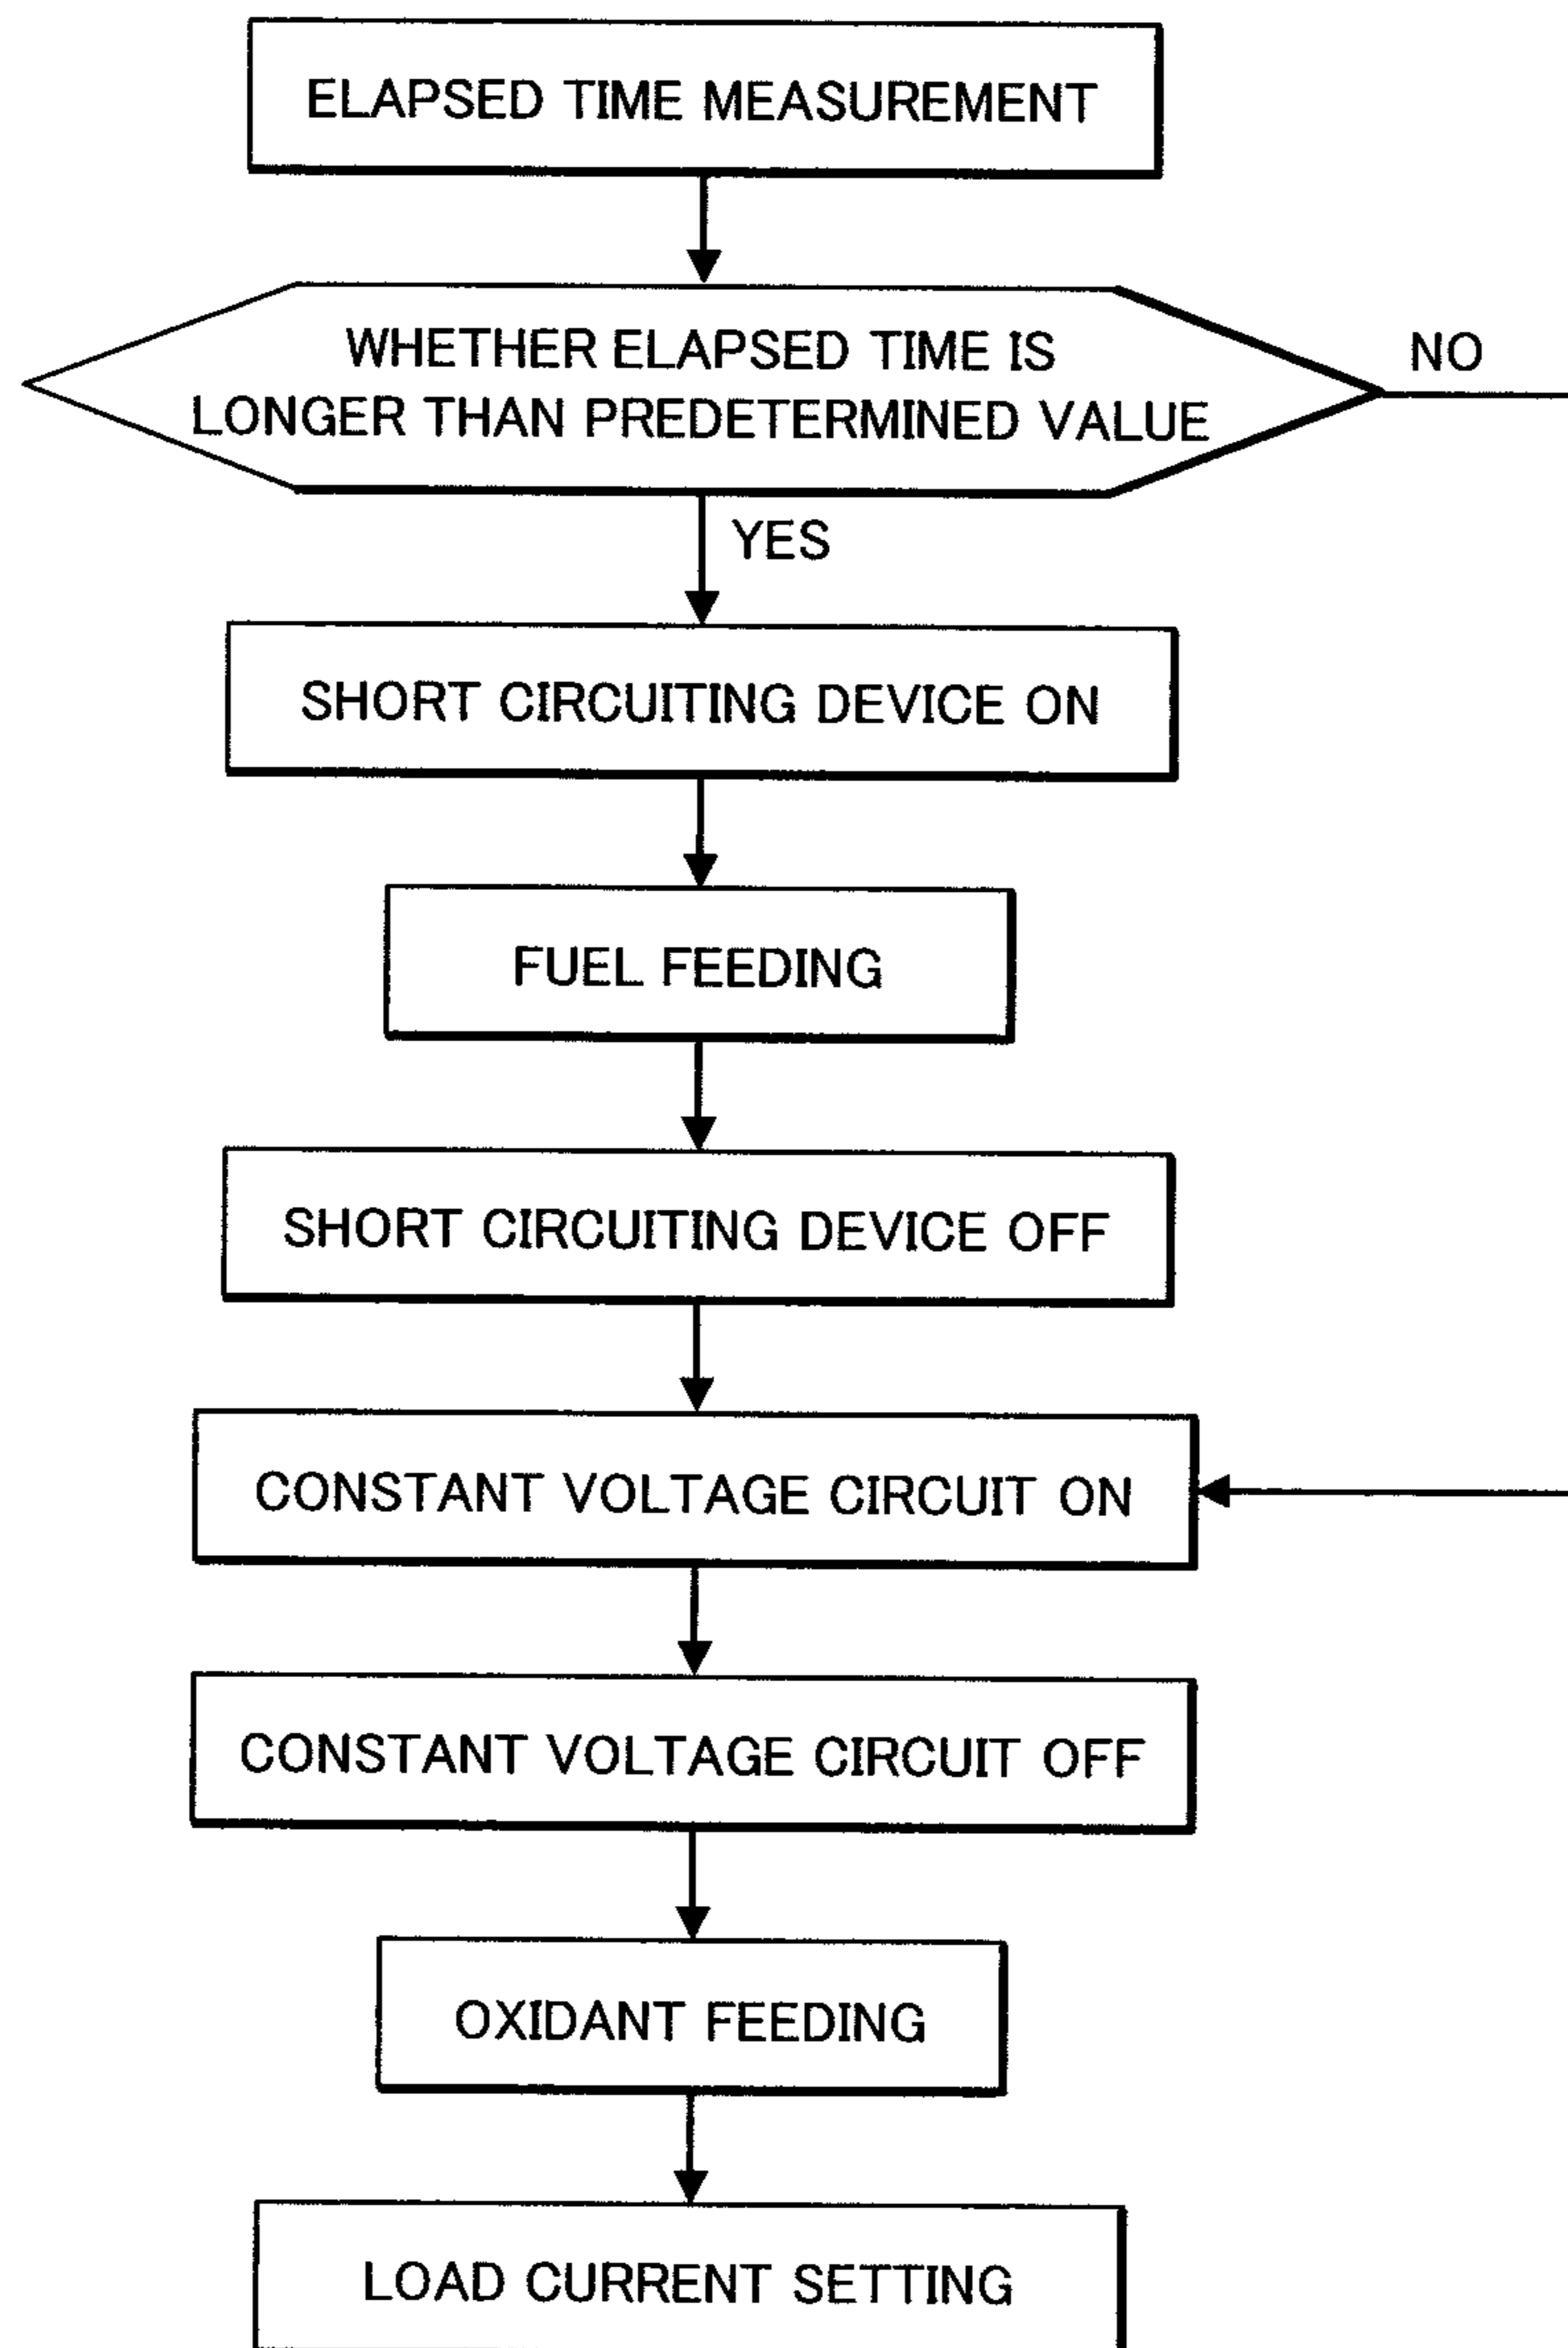 ELAPSED TIME MEASUREMENT
WHETHER ELAPSED TIME IS
LONGER THAN PREDETERMINED VALUE
NO
YES
SHORT CIRCUITING DEVICE ON
FUEL FEEDING
SHORT CIRCUITING DEVICE OFF
CONSTANT VOLTAGE CIRCUIT ON
CONSTANT VOLTAGE CIRCUIT OFF
OXIDANT FEEDING
LOAD CURRENT SETTING